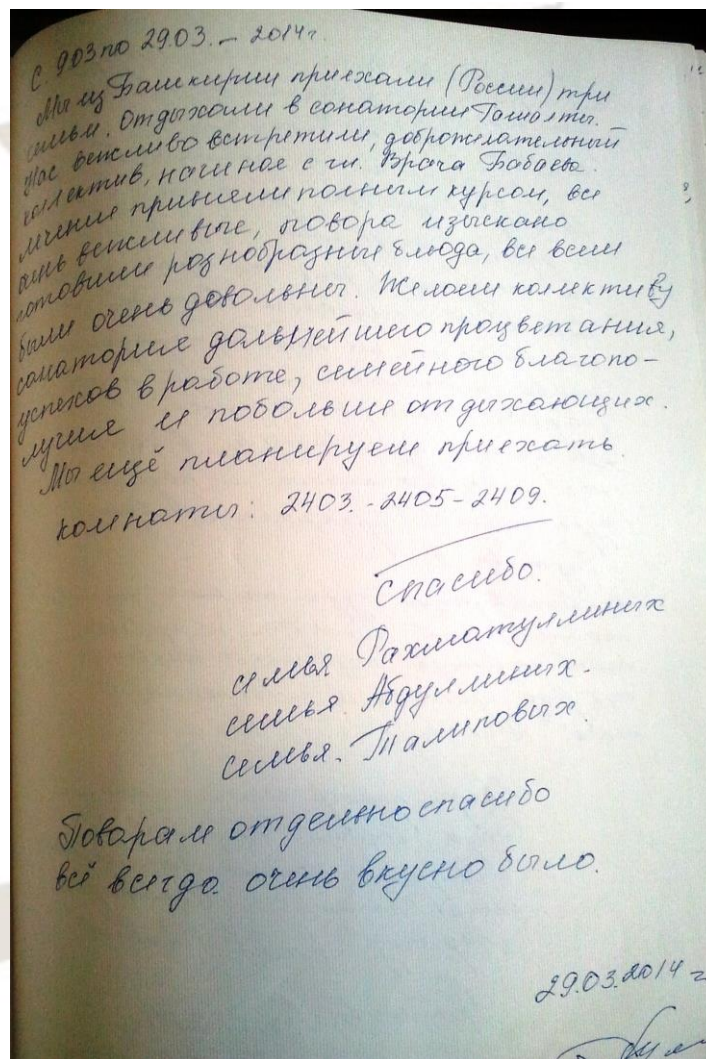 С 9.03 по 29.03. – 2014г.
Мы из Башкирии приехали (России) три
семьи. Отдыхали в санатории Ташалты.
Нас вежливо встретили, доброжелательный
коллектив, начиная с гл. Врача Бабаева.
лечение приняли полным курсом, все
очень вежливые, повора изыскано
готовили разнобразные блюда, все всем
были очень довольны. Желаем коллективу
санатория дальнейшего процветания,
успехов в работе, семейного благопо-
лучия и побольше отдыхающих.
Мы ещё планируем приехать
комнаты: 2403.-2405-2409.
Спасибо.
семья Рахматуллиных
семья Абдуллиных.
семья. Талиповых.
Поварам отдельно спасибо
всё всегда очень вкусно было.
29.03.2014 г